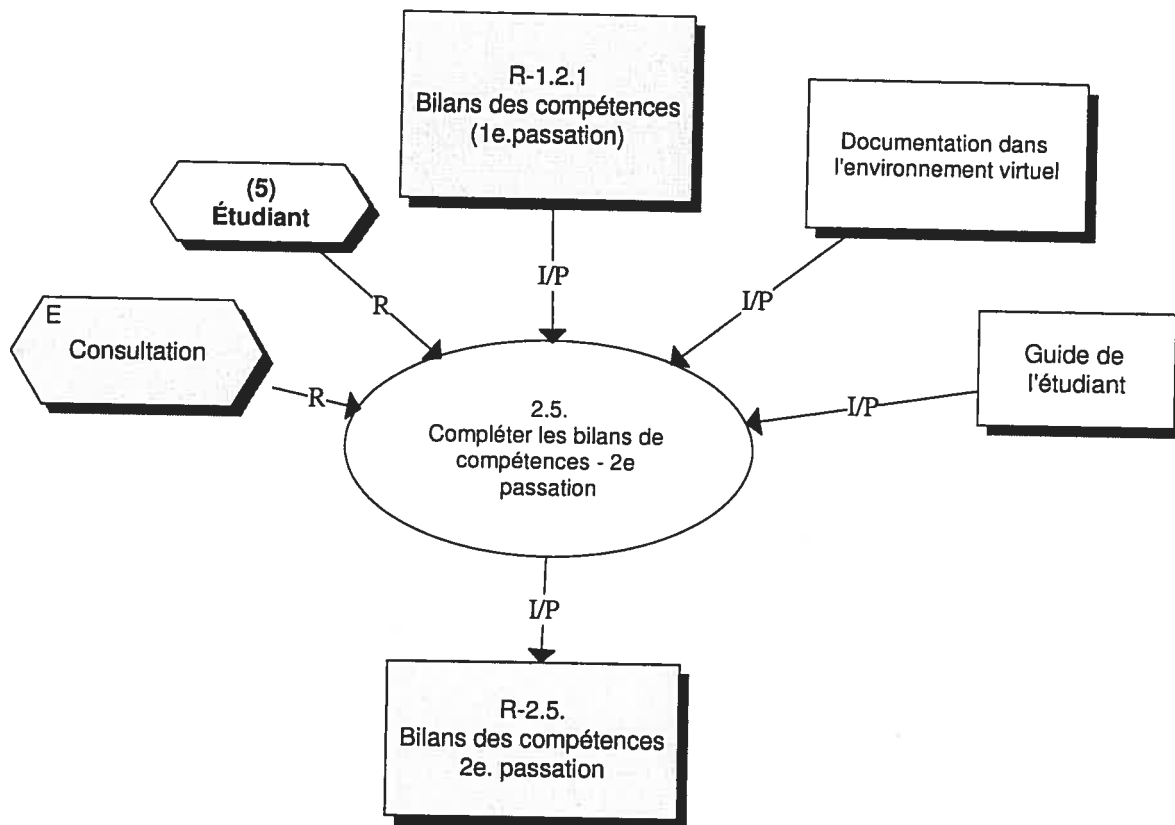 R-1.2.1
Bilans des compétences
(1e.passation)
Documentation dans
l'environnement virtuel
(5)
Étudiant
I/P
I/P
R
E
Consultation
Guide de
l'étudiant
R
I/P
2.5.
Compléter les bilans de
compétences - 2e
passation
I/P
R-2.5.
Bilans des compétences
2e. passation